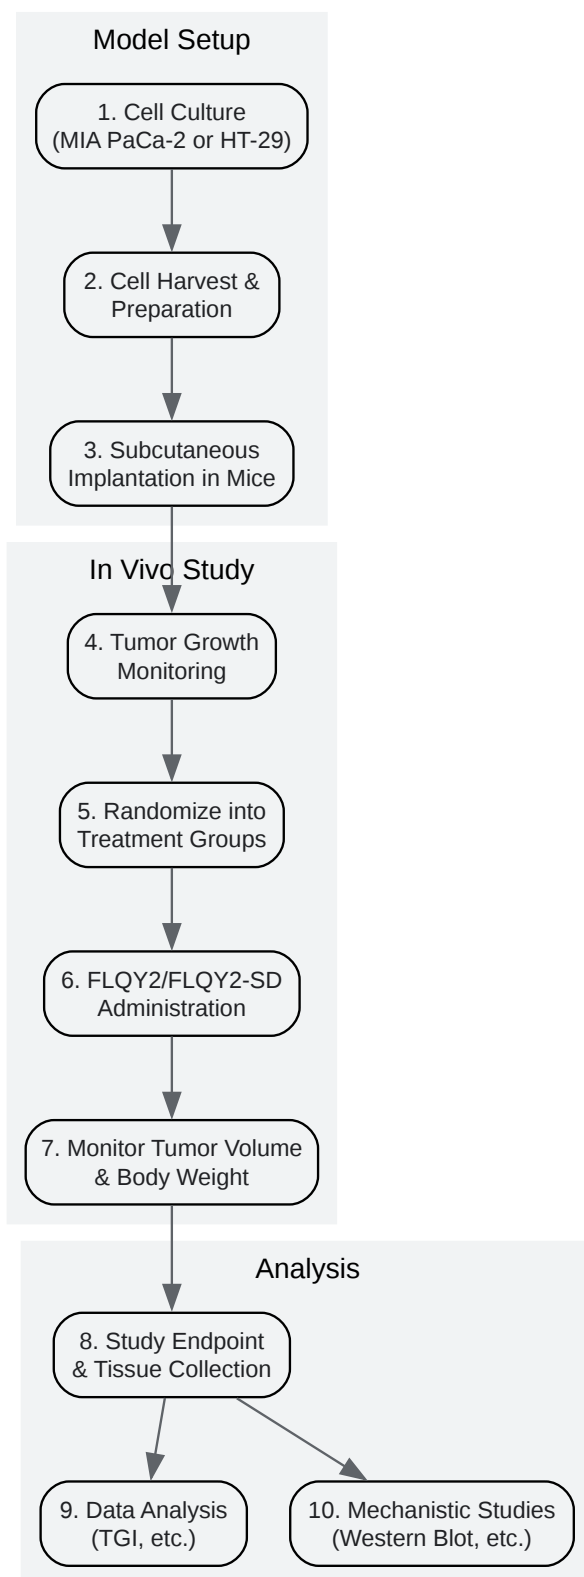 Model Setup
1. Cell Culture
(MIA PaCa-2 or HT-29)
2. Cell Harvest &
Preparation
3. Subcutaneous
Implantation in Mice
In Vivo Study
4. Tumor Growth
Monitoring
5. Randomize into
Treatment Groups
6. FLQY2/FLQY2-SD
Administration
7. Monitor Tumor Volume
& Body Weight
Analysis
8. Study Endpoint
& Tissue Collection
9. Data Analysis
(TGI, etc.)
10. Mechanistic Studies
(Western Blot, etc.)